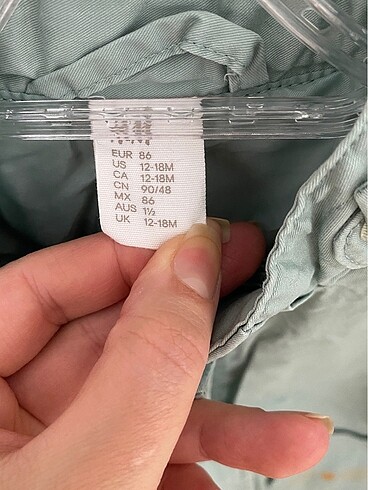 EUR 86
US 12-18M
CA 12-18M
CN 90/48
MX 86
AUS 1½
UK 12-18M